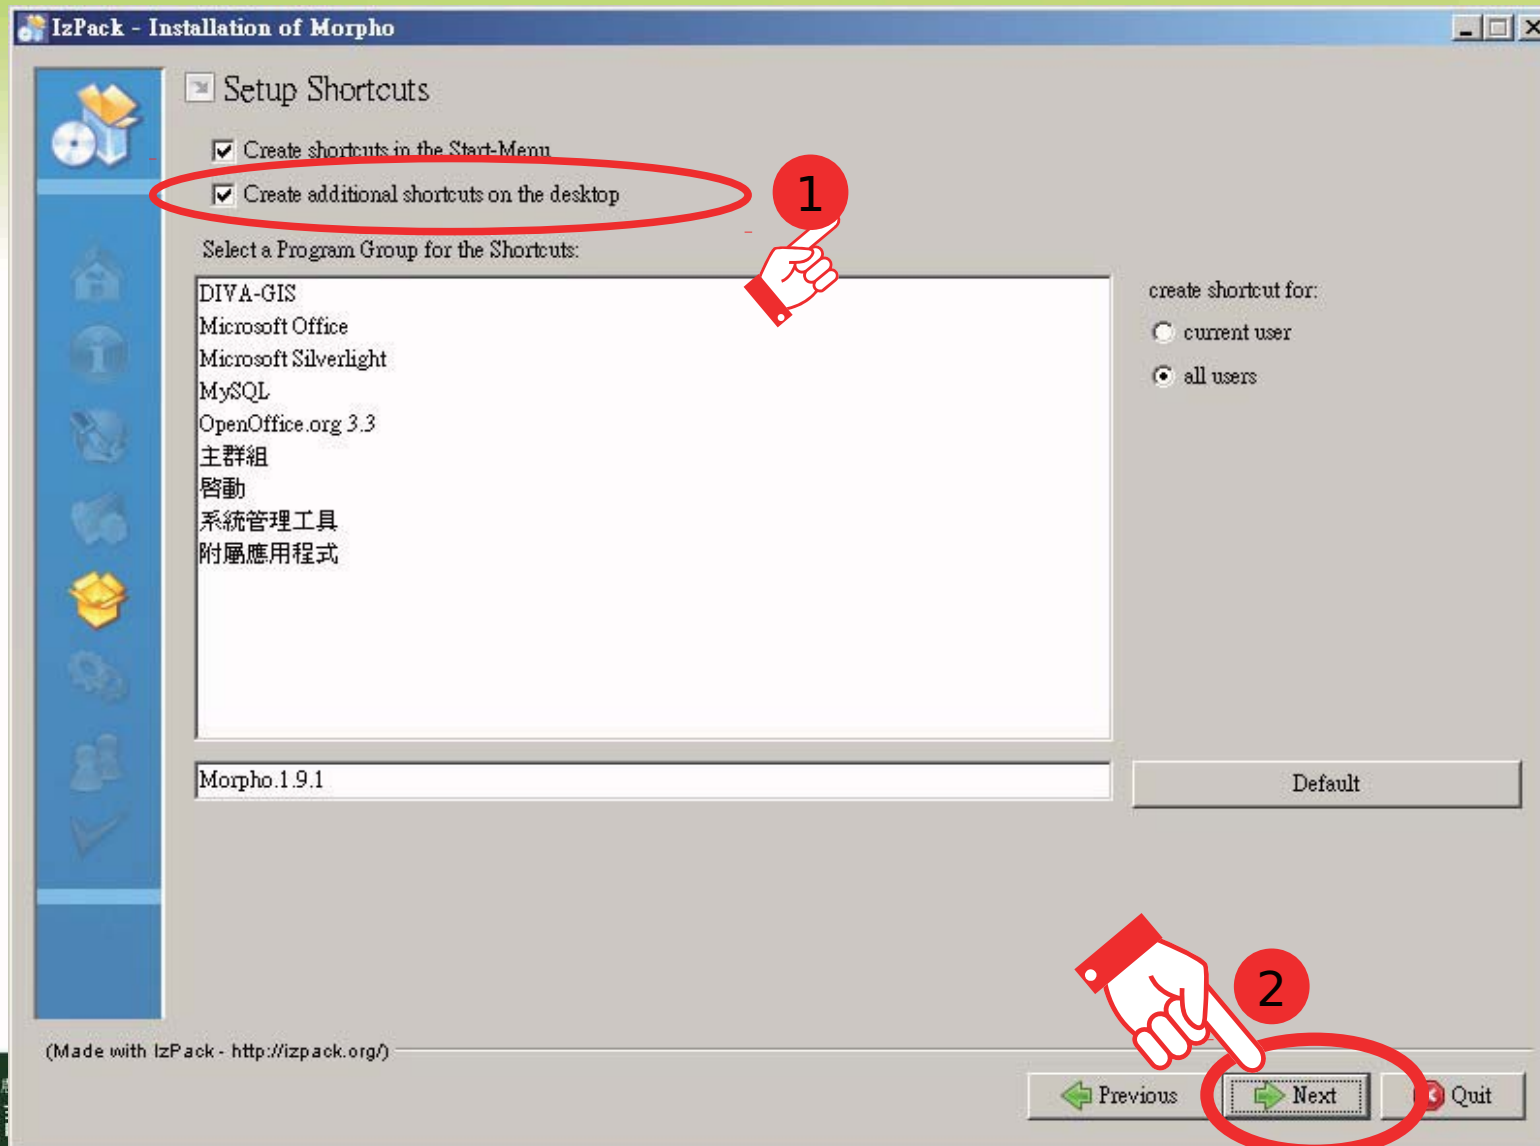 IzPack - Installation of Morpho
Setup Shortcuts
Create shortcuts in the Start-Menu
Create additional shortcuts on the desktop
1
Select a Program Group for the Shortcuts:
DIVA-GIS
Microsoft Office
Microsoft Silverlight
MySQL
OpenOffice.org 3.3
主群組
啓動
系統管理工具
附屬應用程式
create shortcut for:
current user
all users
Morpho.1.9.1
Default
2
(Made with IzPack - http://izpack.org/)
Previous
Next
Quit